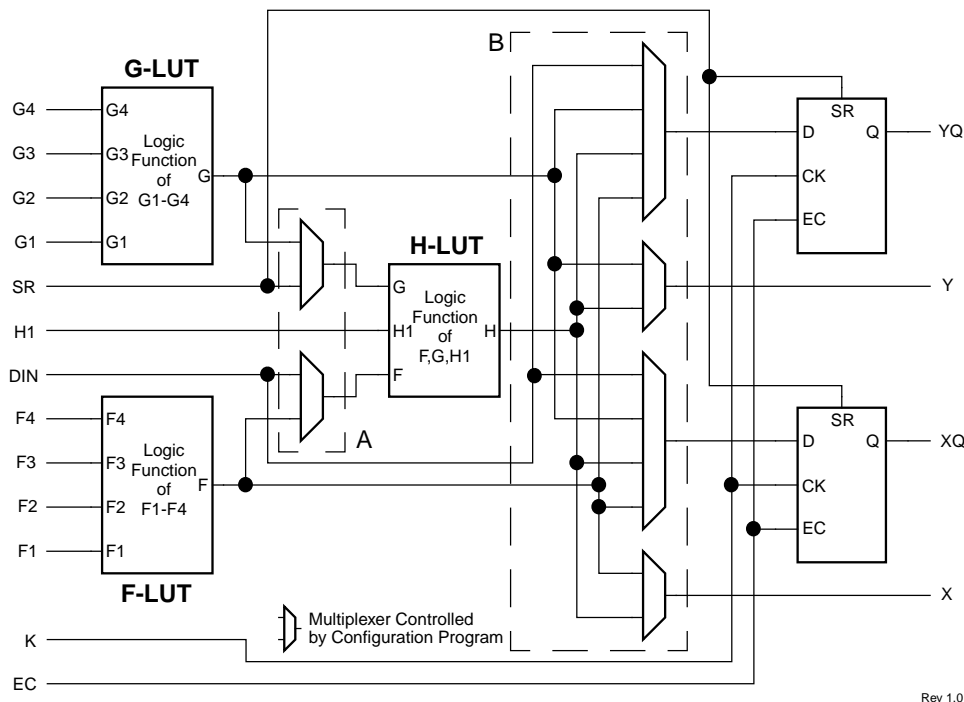 B
G-LUT
G4
G3
G2
G1
SR
H1
DIN
F4
F3
F2
F1
K
EC
G4
G3
G2
G1
Logic
Function
of
G1-G4
G
H-LUT
G
H1
F
Logic
Function
of
F,G,H1
H
A
F4
F3
F2
F1
Logic
Function
of
F1-F4
F
F-LUT
Multiplexer Controlled
by Configuration Program
SR
D
Q
CK
EC
YQ
Y
SR
D
Q
CK
EC
XQ
X
Rev 1.0